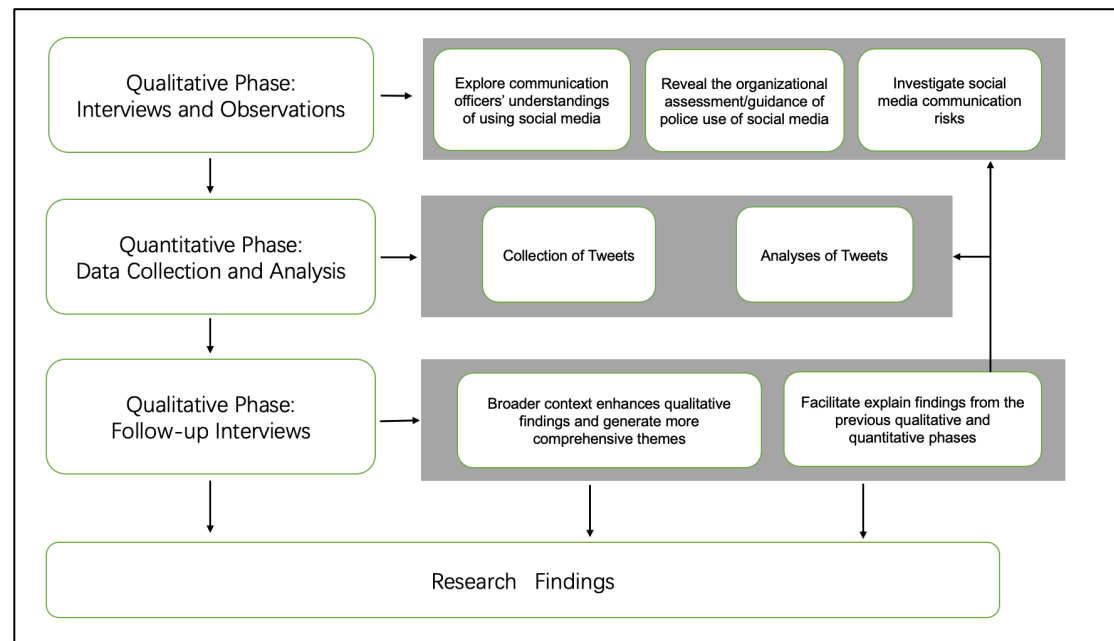 Qualitative Phase:
Interviews and Observations
Explore communication
officers’ understandings
of using social media
Reveal the organizational
assessment/guidance of
police use of social media
Investigate social
media communication
risks
Quantitative Phase:
Data Collection and Analysis
Collection of Tweets
Analyses of Tweets
Qualitative Phase:
Follow-up Interviews
Broader context enhances qualitative
findings and generate more
comprehensive themes
Facilitate explain findings from the
previous qualitative and
quantitative phases
Research Findings